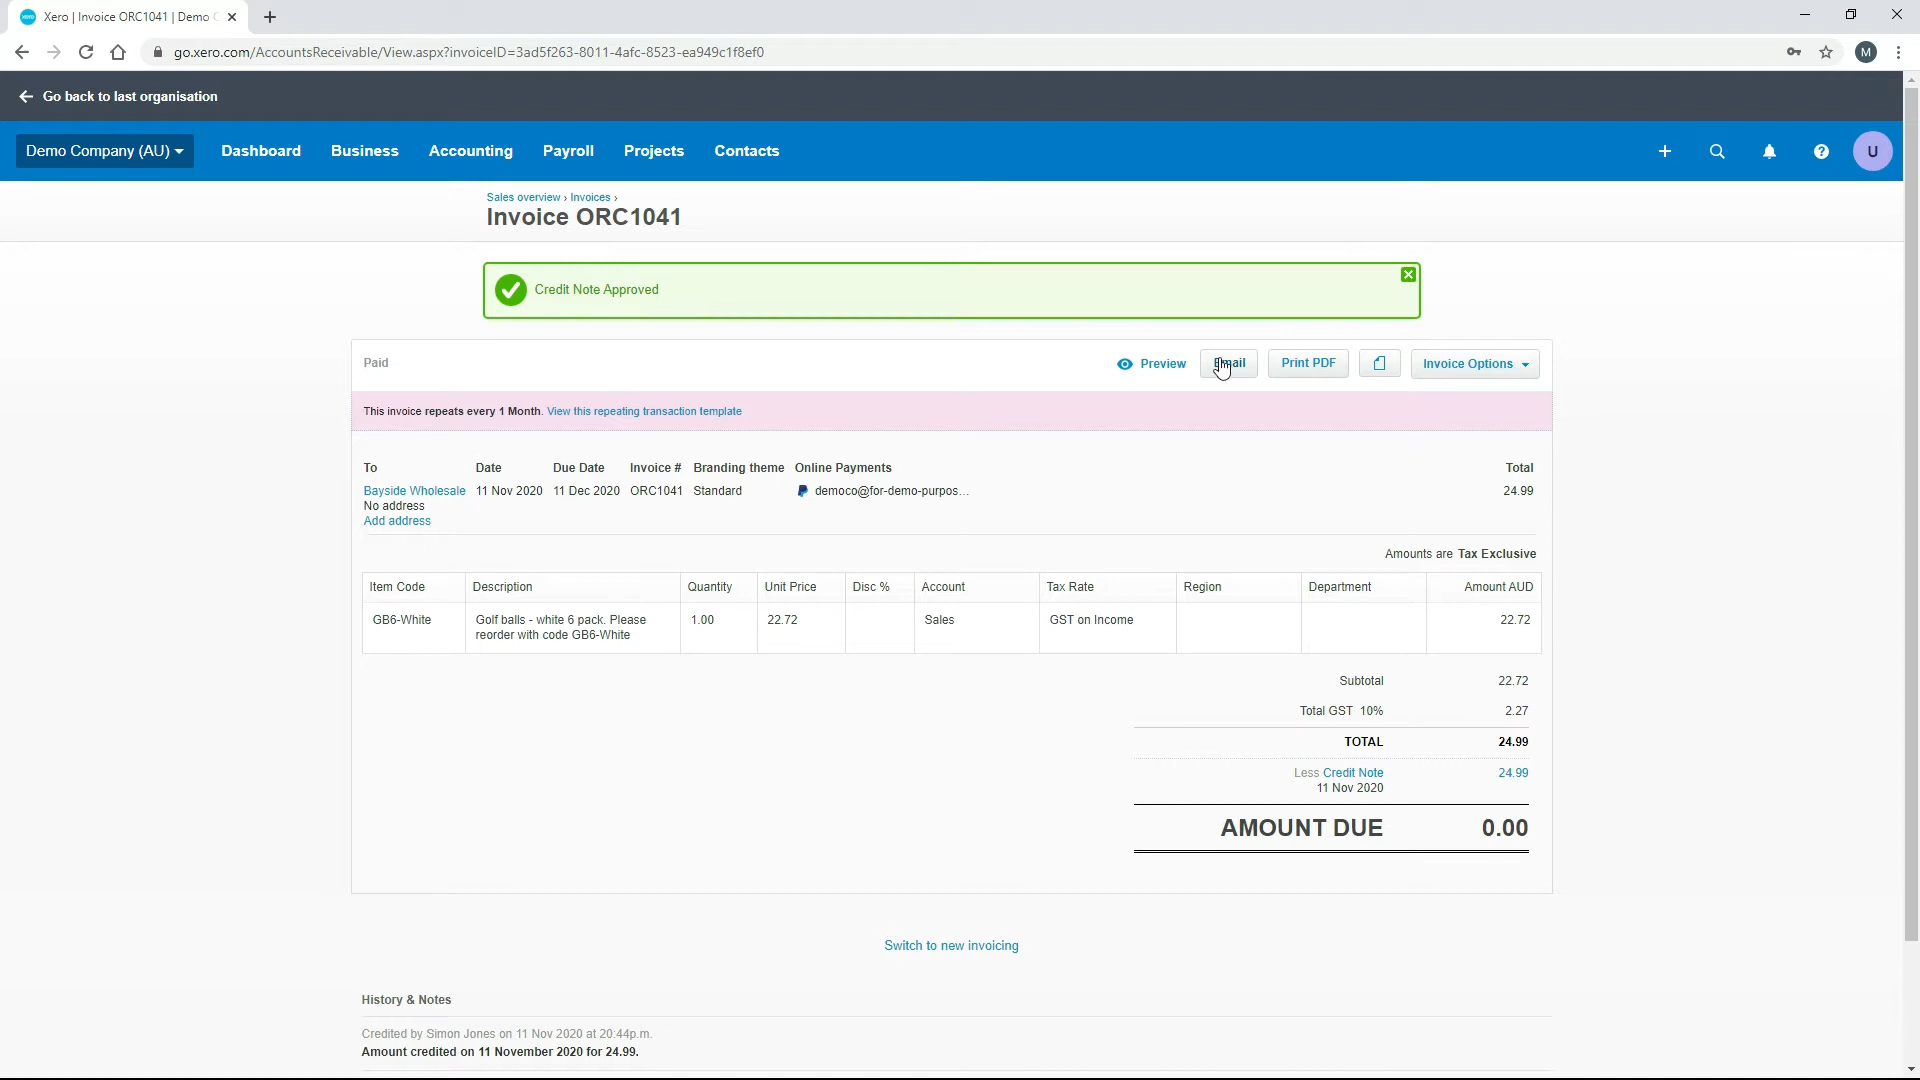 Xero | Invoice ORC1041 | Demo C
go.xero.com/AccountsReceivable/View.aspx?invoiceID=3ad5f263-8011-4afc-8523-ea949c1f8ef0
M
Go back to last organisation
Demo Company (AU)
Dashboard
Business
Accounting
Payroll
Projects
Contacts
U
Sales overview › Invoices ›
Invoice ORC1041
Credit Note Approved
Paid
Preview
Email
Print PDF
Invoice Options
This invoice repeats every 1 Month. View this repeating transaction template
To Date Due Date Invoice # Branding theme Online Payments Total
Bayside Wholesale 11 Nov 2020 11 Dec 2020 ORC1041 Standard democo@for-demo-purpos... 24.99
No address
Add address
Amounts are Tax Exclusive
Item Code Description Quantity Unit Price Disc % Account Tax Rate Region Department Amount AUD
GB6-White Golf balls - white 6 pack. Please 1.00 22.72 Sales GST on Income 22.72
reorder with code GB6-White
Subtotal 22.72
Total GST 10% 2.27
TOTAL 24.99
Less Credit Note 24.99
11 Nov 2020
AMOUNT DUE 0.00
Switch to new invoicing
History & Notes
Credited by Simon Jones on 11 Nov 2020 at 20:44p.m.
Amount credited on 11 November 2020 for 24.99.